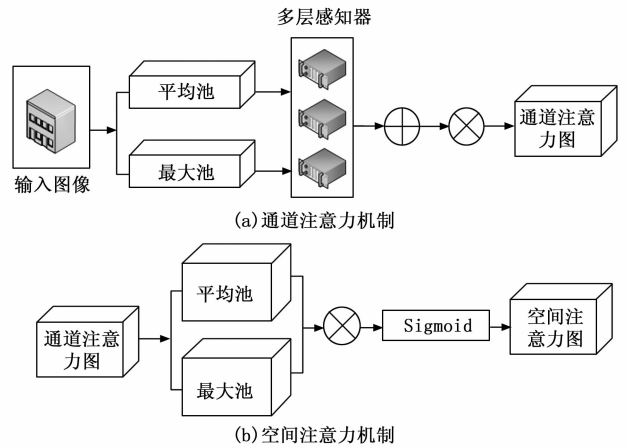 多层感知器
平均池
最大池
输入图像
通道注意
力图
(a)通道注意力机制
平均池
最大池
通道注意
力图
Sigmoid
空间注
意力图
(b)空间注意力机制